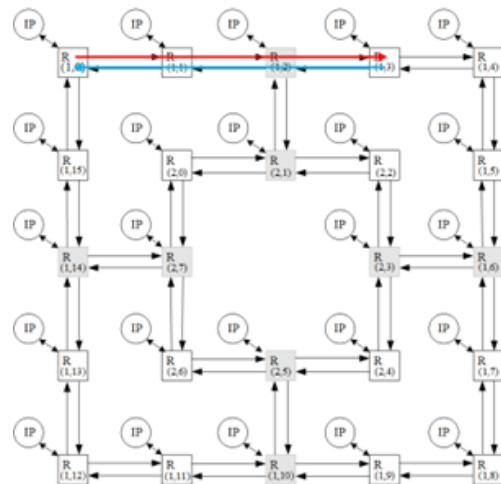 IP IP IP IP IP
R R R R
(1,1) (1,2) (1,3) (1,4)
IP IP IP IP IP
R R R R R
(1,15) (2,0) (2,1) (2,2) (1,5)
IP IP IP IP
R R R R
(1,14) (2,7) (2,3) (1,6)
IP IP IP IP IP
R R R R R
(1,13) (2,6) (2,5) (2,4) (1,7)
IP IP IP IP IP
R R R R R
(1,12) (1,11) (1,10) (1,9) (1,8)